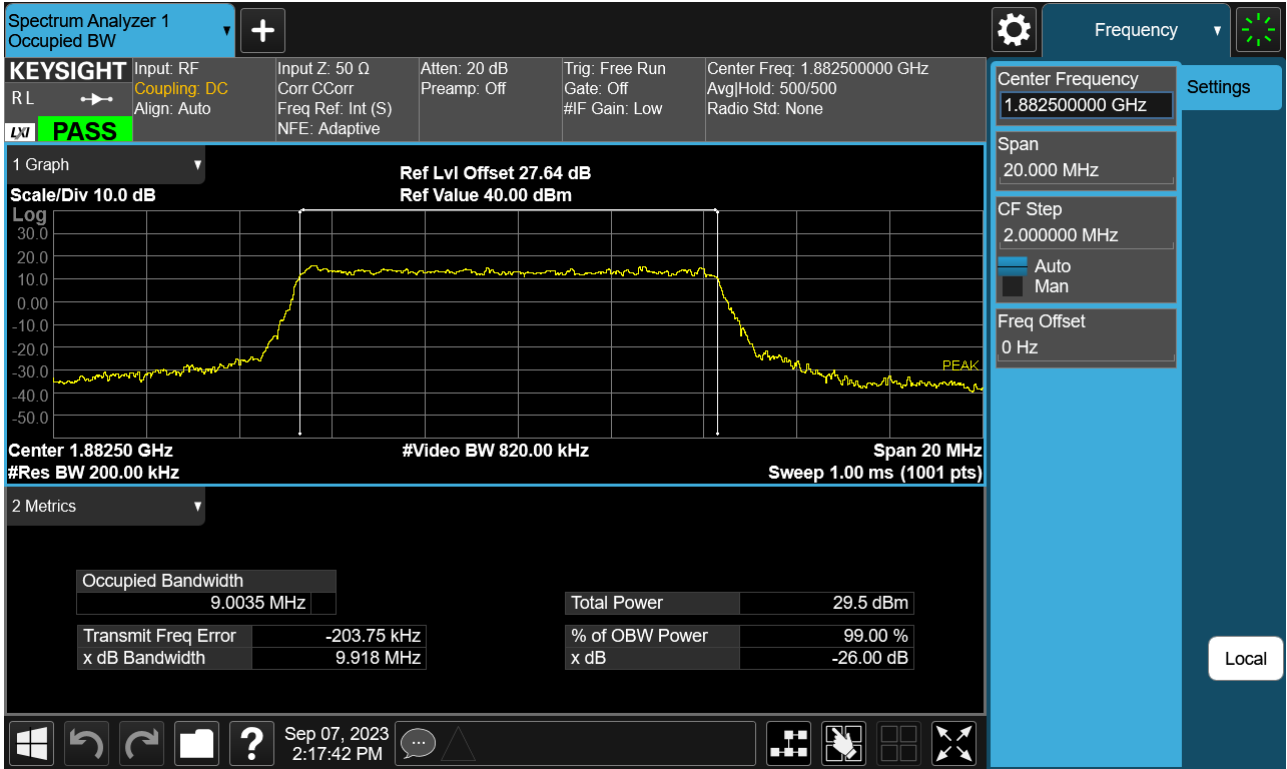 Spectrum Analyzer 1
Occupied BW
Frequency
KEYSIGHT
R L
LXI
PASS
Input: RF
Coupling: DC
Align: Auto
Input Z: 50 Ω
Corr CCorr
Freq Ref: Int (S)
NFE: Adaptive
Atten: 20 dB
Preamp: Off
Trig: Free Run
Gate: Off
#IF Gain: Low
Center Freq: 1.882500000 GHz
Avg|Hold: 500/500
Radio Std: None
Center Frequency
1.882500000 GHz
Settings
Span
20.000 MHz
CF Step
2.000000 MHz
Auto
Man
Freq Offset
0 Hz
Local
1 Graph
Scale/Div 10.0 dB
Ref Lvl Offset 27.64 dB
Ref Value 40.00 dBm
Log
30.0
20.0
10.0
0.00
-10.0
-20.0
-30.0
-40.0
-50.0
PEAK
Center 1.88250 GHz
#Video BW 820.00 kHz
Span 20 MHz
#Res BW 200.00 kHz
Sweep 1.00 ms (1001 pts)
2 Metrics
Occupied Bandwidth
9.0035 MHz
Total Power 29.5 dBm
Transmit Freq Error -203.75 kHz
% of OBW Power 99.00 %
x dB Bandwidth 9.918 MHz
x dB -26.00 dB
?
Sep 07, 2023
2:17:42 PM